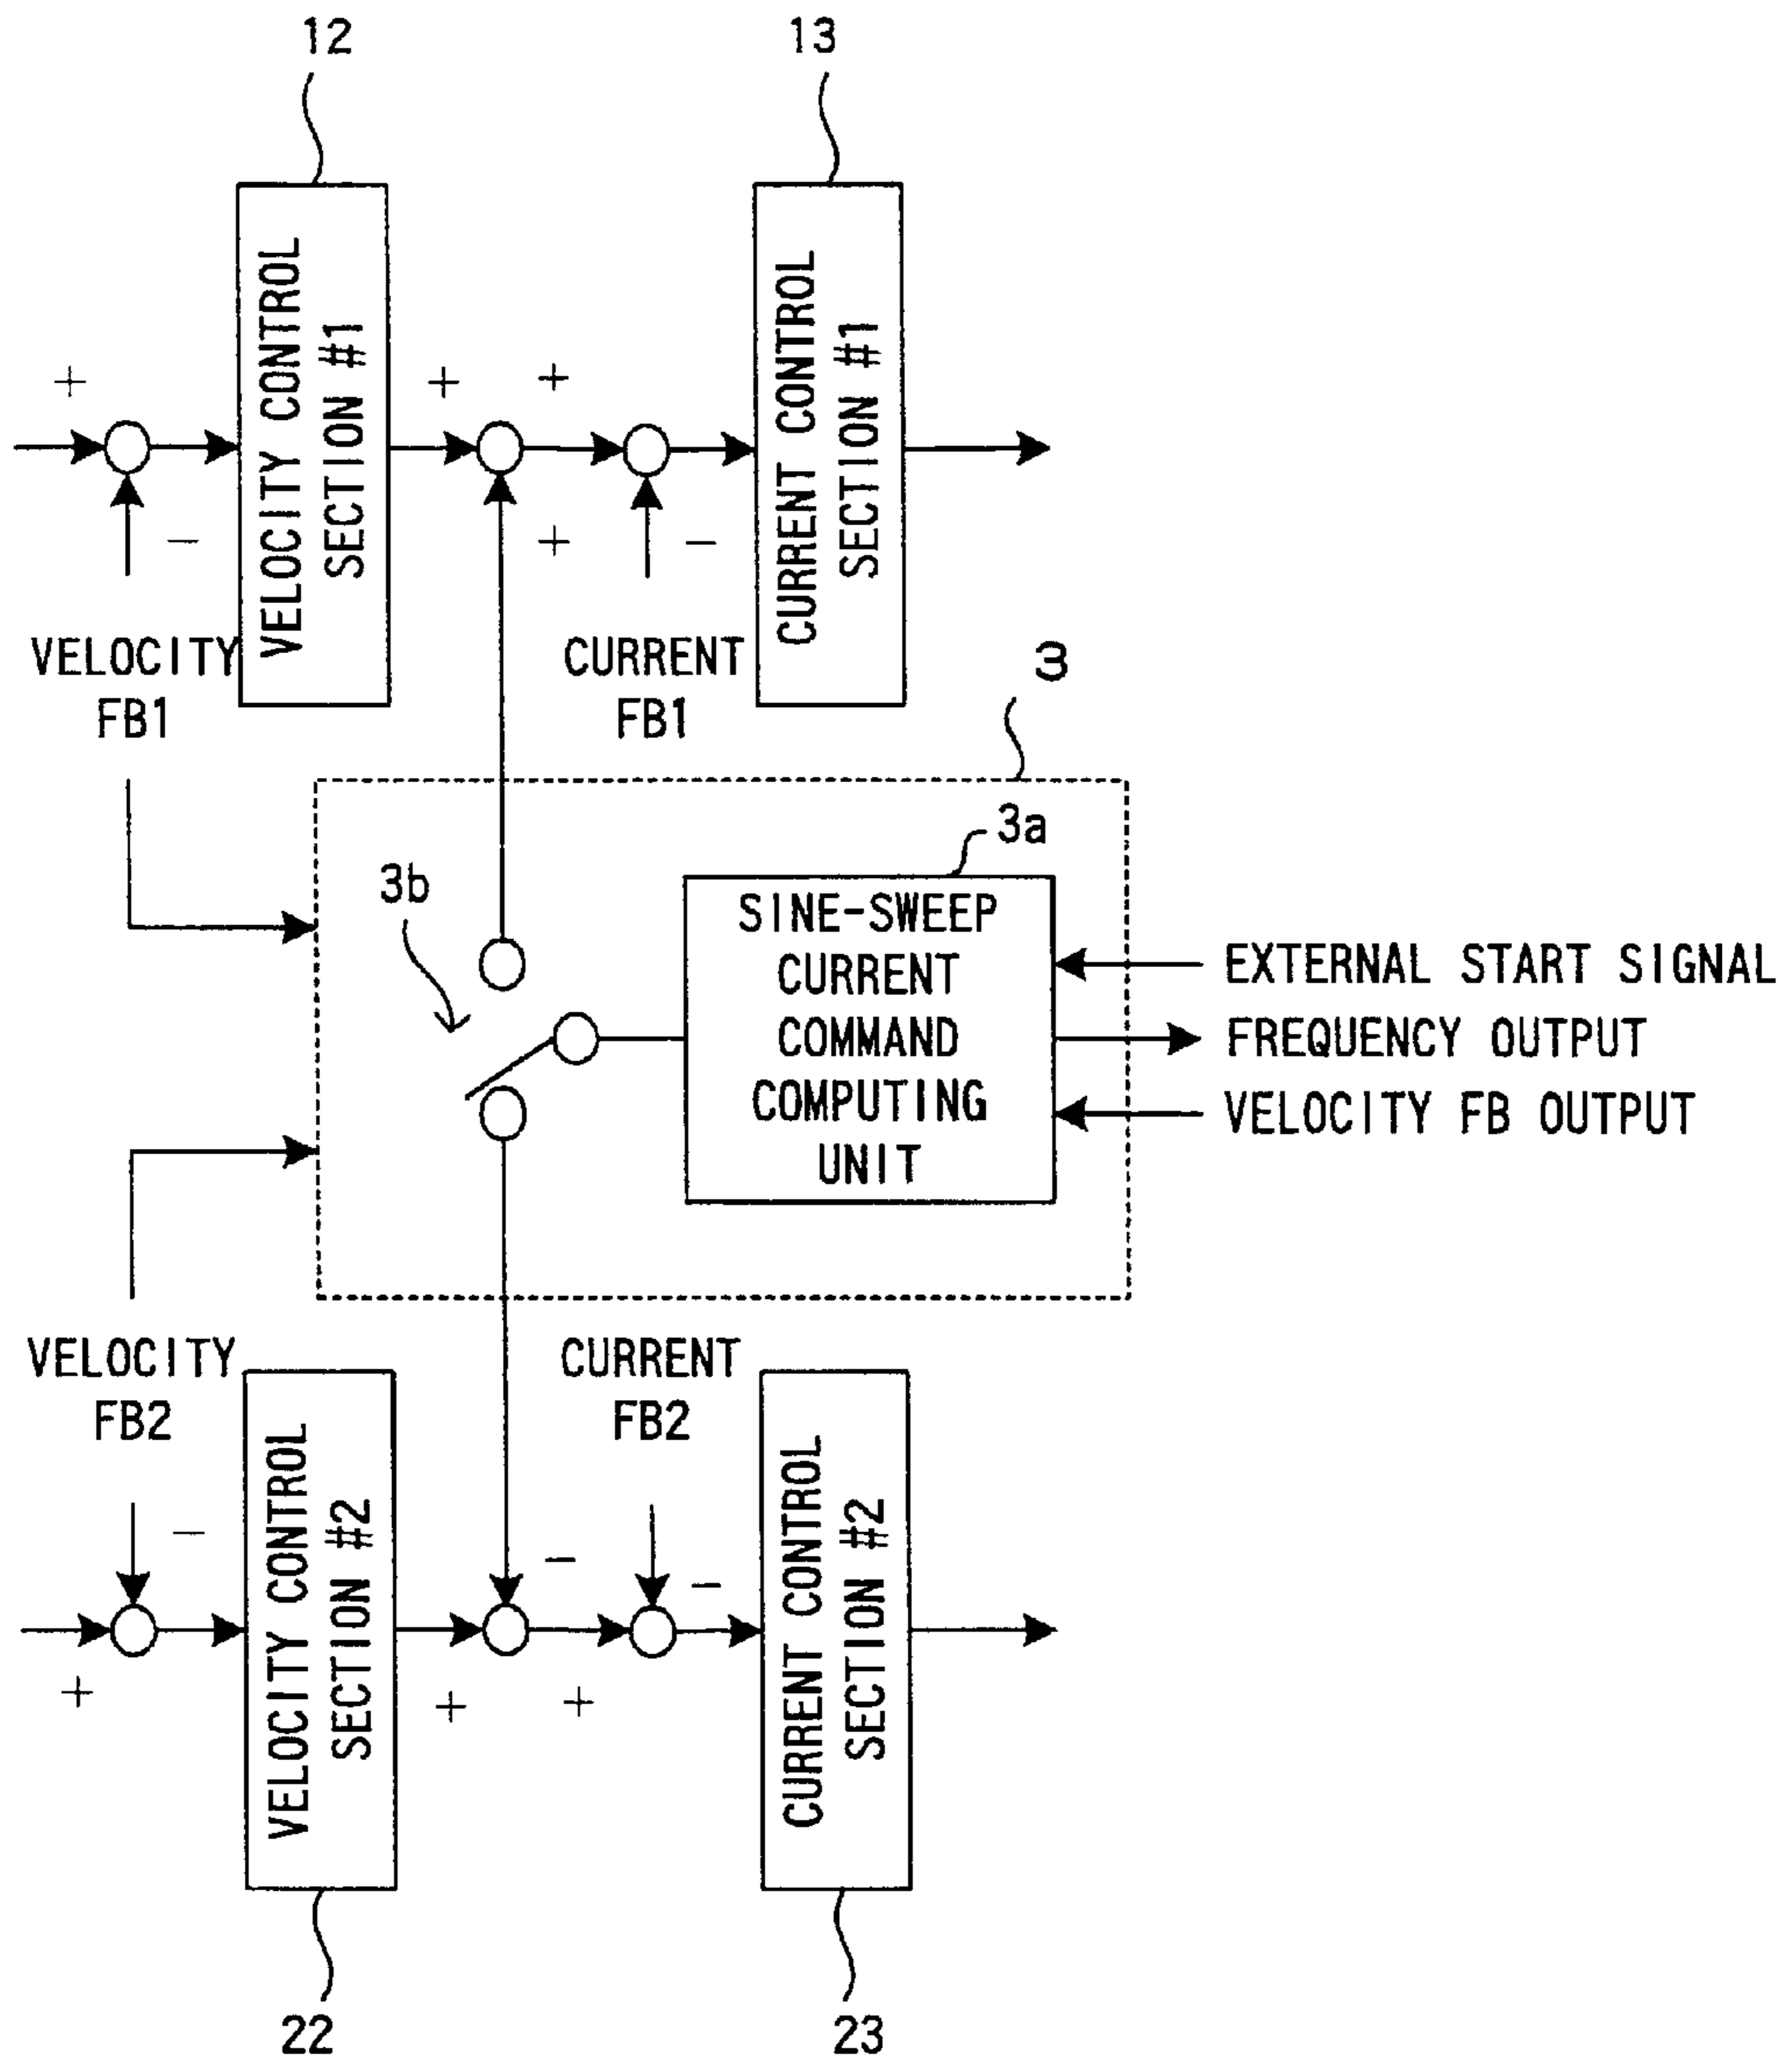 12
13
VELOCITY CONTROL
SECTION #1
CURRENT CONTROL
SECTION #1
+
+
+
−
+
−
VELOCITY
FB1
CURRENT
FB1
3
3a
3b
SINE-SWEEP
CURRENT
COMMAND
COMPUTING
UNIT
EXTERNAL START SIGNAL
FREQUENCY OUTPUT
VELOCITY FB OUTPUT
VELOCITY
FB2
CURRENT
FB2
VELOCITY CONTROL
SECTION #2
CURRENT CONTROL
SECTION #2
−
−
−
+
+
+
22
23